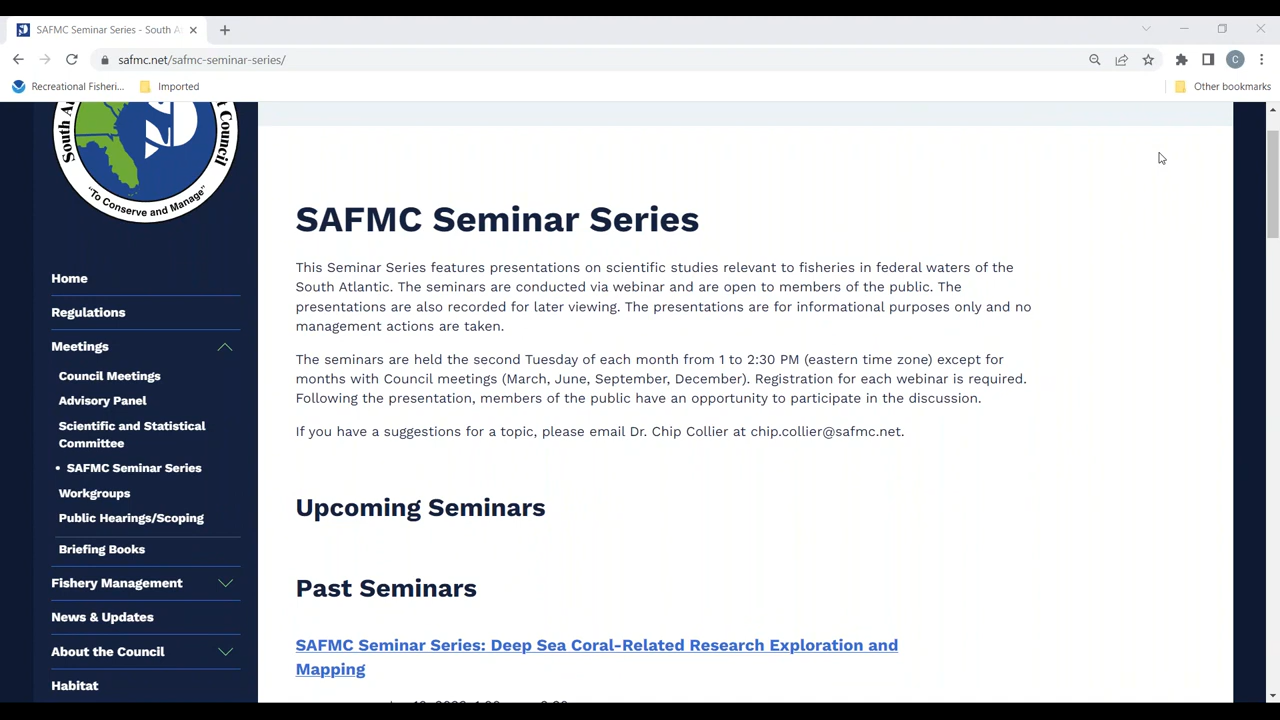 SAFMC Seminar Series - South A
safmc.net/safmc-seminar-series/
C
Recreational Fisheri...
Imported
Other bookmarks
South A
Council
"To Conserve and Manage"
Home
Regulations
Meetings
Council Meetings
Advisory Panel
Scientific and Statistical
Committee
SAFMC Seminar Series
Workgroups
Public Hearings/Scoping
Briefing Books
Fishery Management
News & Updates
About the Council
Habitat
SAFMC Seminar Series
This Seminar Series features presentations on scientific studies relevant to fisheries in federal waters of the
South Atlantic. The seminars are conducted via webinar and are open to members of the public. The
presentations are also recorded for later viewing. The presentations are for informational purposes only and no
management actions are taken.
The seminars are held the second Tuesday of each month from 1 to 2:30 PM (eastern time zone) except for
months with Council meetings (March, June, September, December). Registration for each webinar is required.
Following the presentation, members of the public have an opportunity to participate in the discussion.
If you have a suggestions for a topic, please email Dr. Chip Collier at chip.collier@safmc.net.
Upcoming Seminars
Past Seminars
SAFMC Seminar Series: Deep Sea Coral-Related Research Exploration and
Mapping